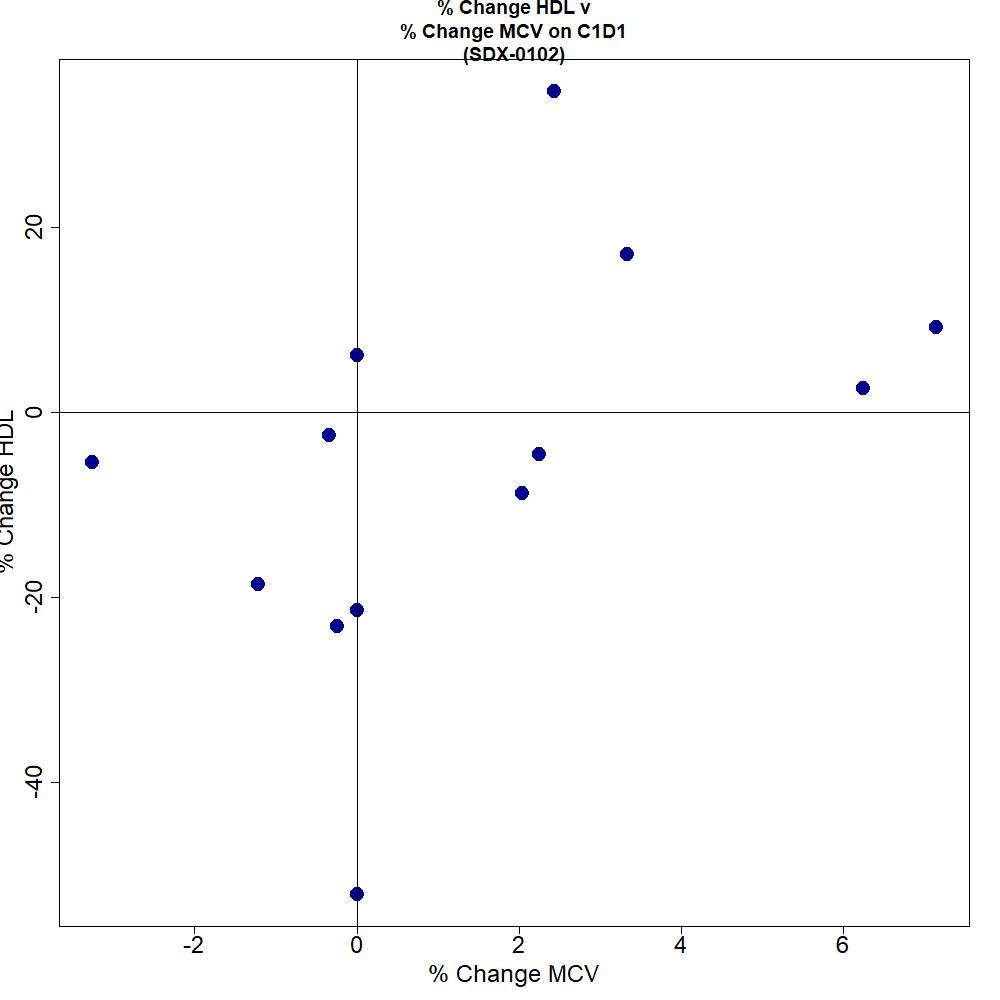 % Change HDL v
% Change MCV on C1D1
(SDX-0102)
20
0
-20
-40
% Change HDL
-2
0
2
4
6
% Change MCV